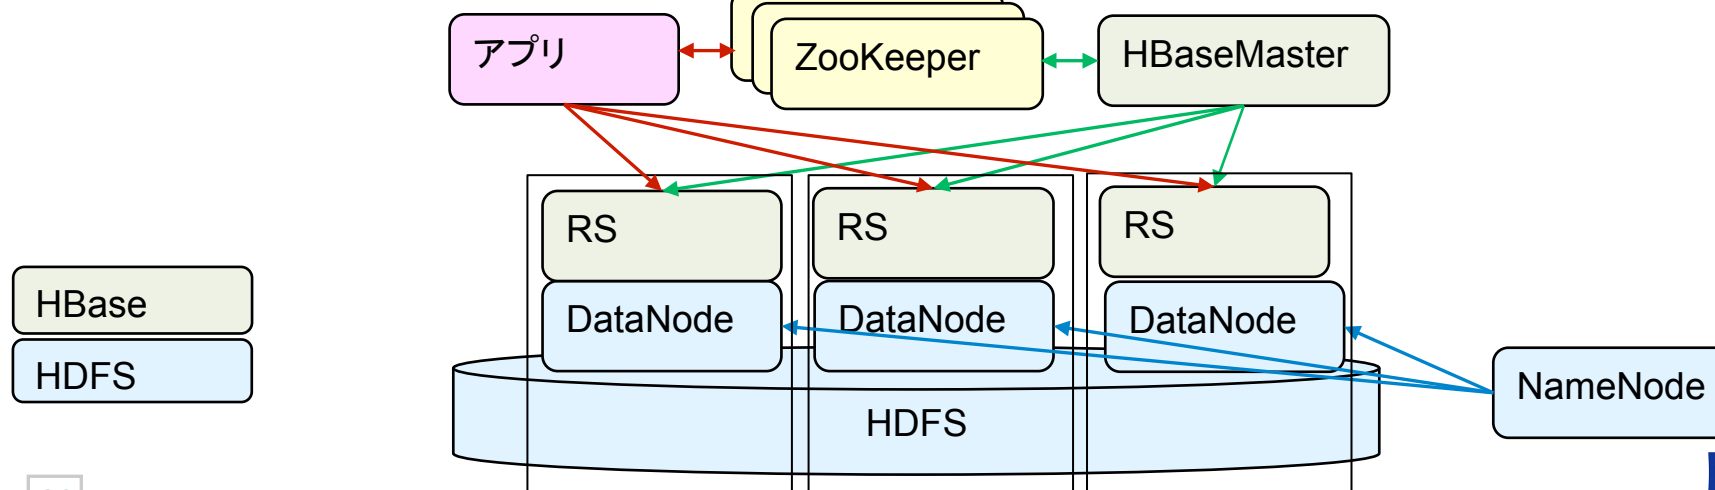 アプリ
ZooKeeper
HBaseMaster
RS
RS
RS
HBase
DataNode
DataNode
DataNode
HDFS
NameNode
HDFS